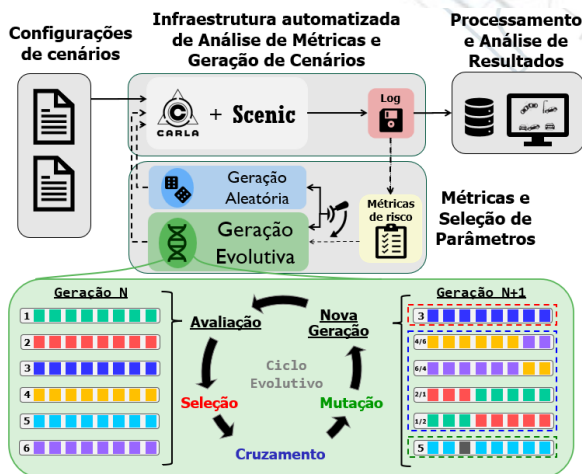 Configurações
de cenários
Infraestrutura automatizada
de Análise de Métricas e
Geração de Cenários
Processamento
e Análise de
Resultados
CARLA
+ Scenic
Log
Geração
Aleatória
Geração
Evolutiva
Métricas
de risco
Métricas e
Seleção de
Parâmetros
Geração N
1
2
3
4
5
6
Avaliação
Nova
Geração
Ciclo
Evolutivo
Seleção
Mutação
Cruzamento
Geração N+1
3
4/6
6/4
2/1
1/2
5